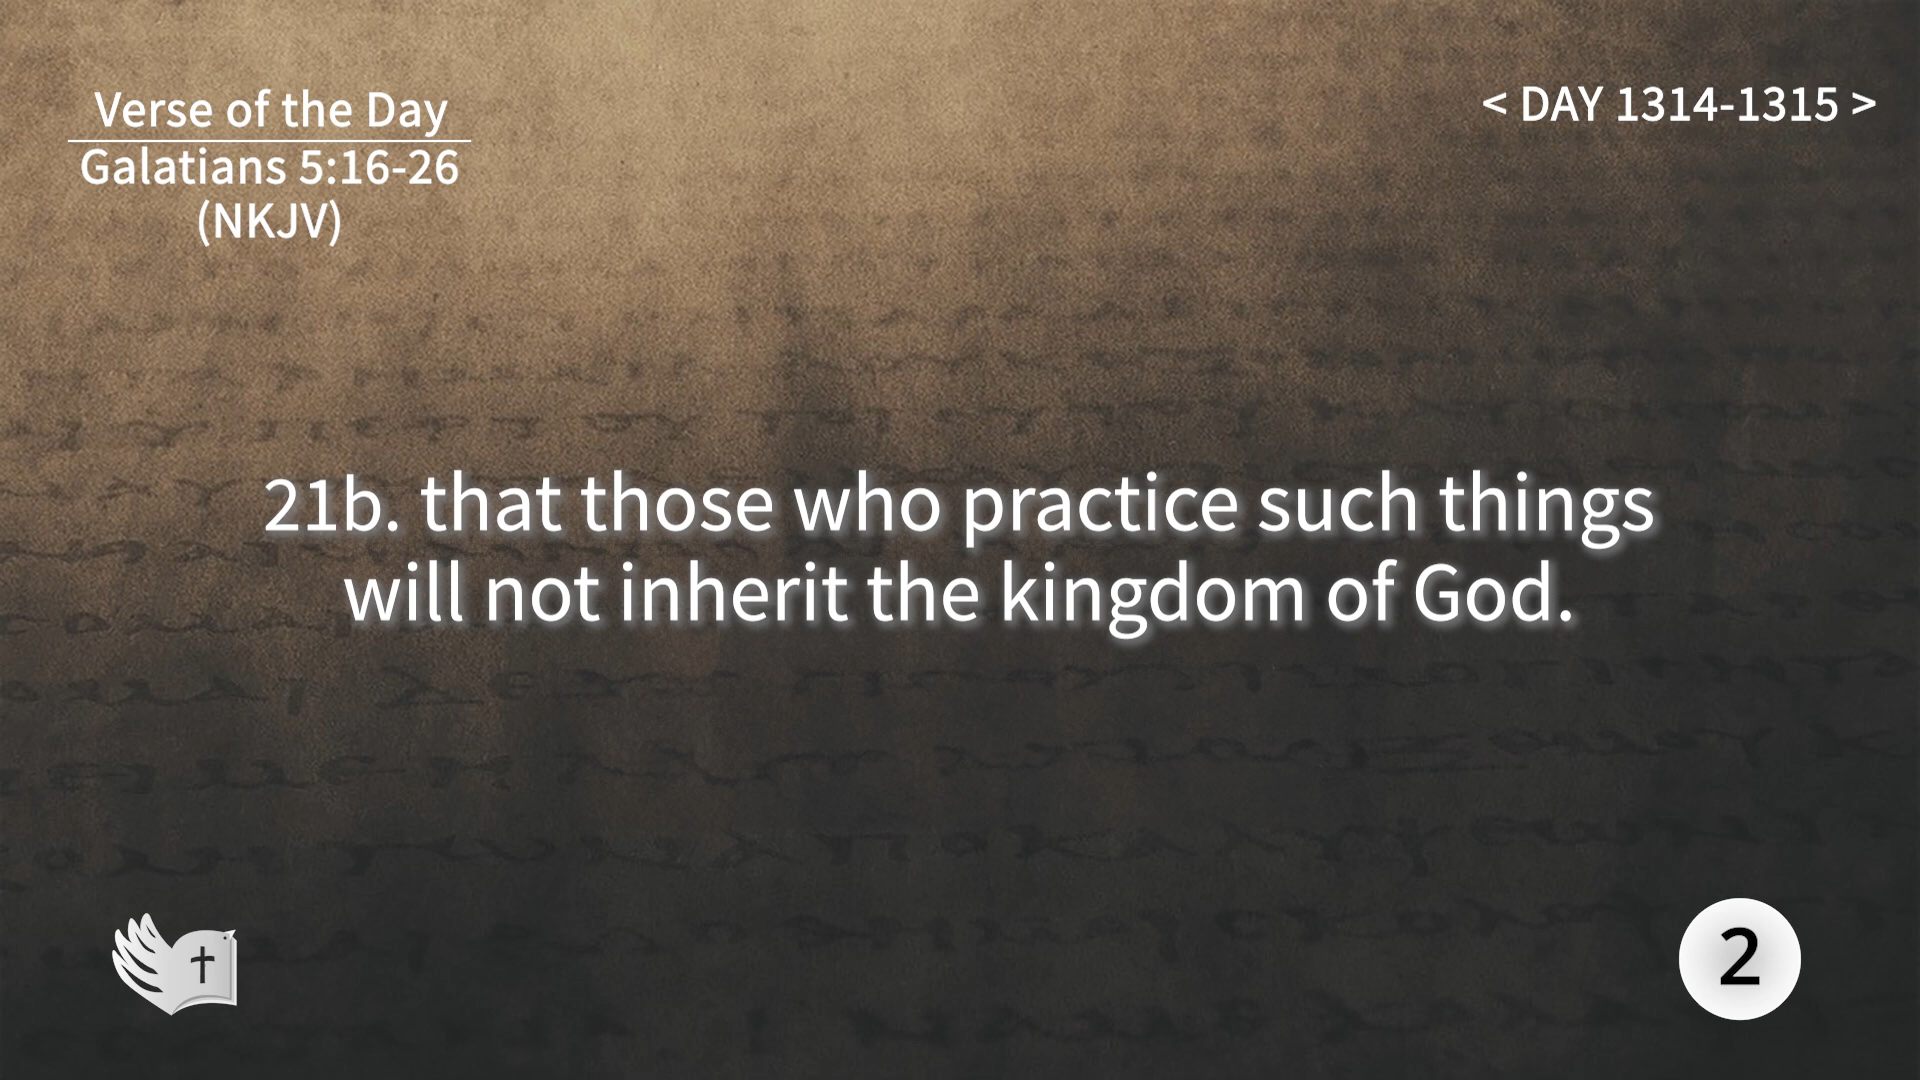 Verse of the Day
Galatians 5:16-26
(NKJV)
< DAY 1314-1315 >
21b. that those who practice such things
will not inherit the kingdom of God.
2